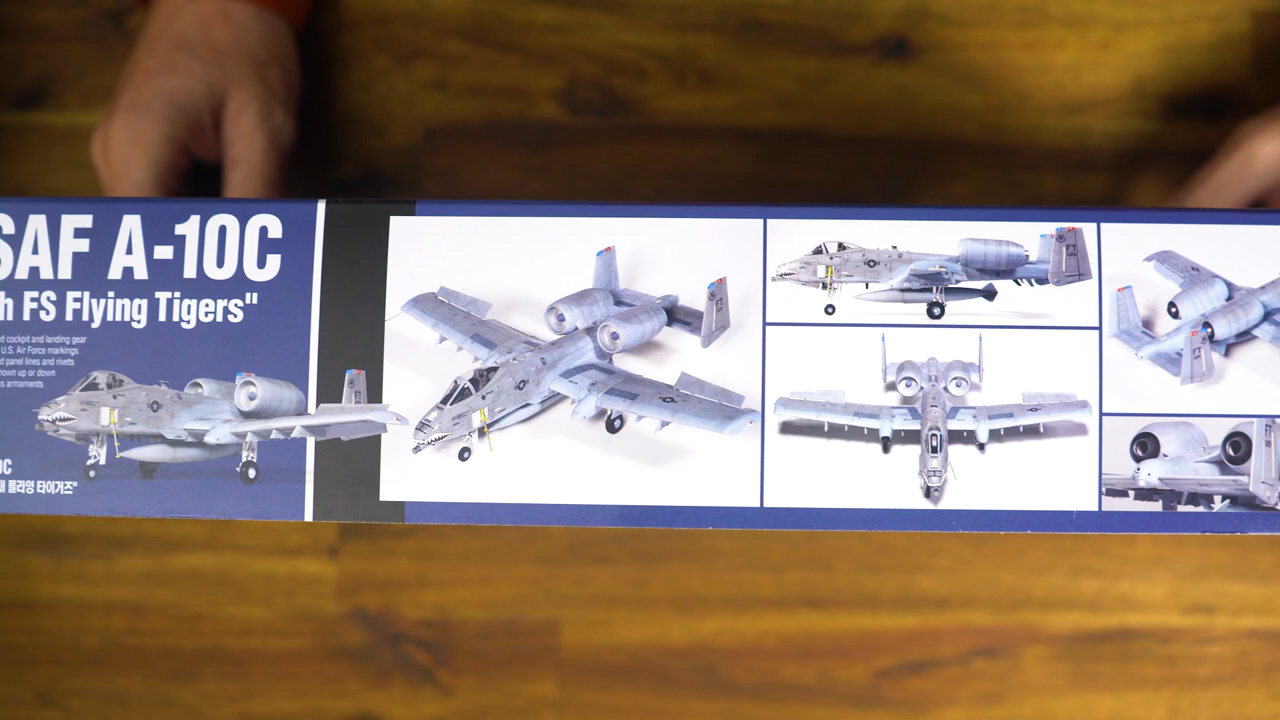 SAF A-10C
h FS Flying Tigers"
d cockpit and landing gear
U.S. Air Force markings
d panel lines and rivets
hown up or down
s armaments
0C
플라잉 타이거즈"
FT